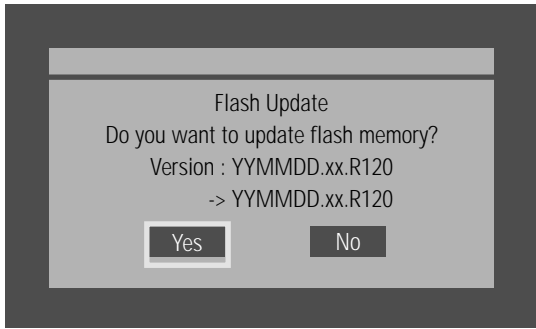 Flash Update
Do you want to update flash memory?
Version : YYMMDD.xx.R120
-> YYMMDD.xx.R120
Yes No